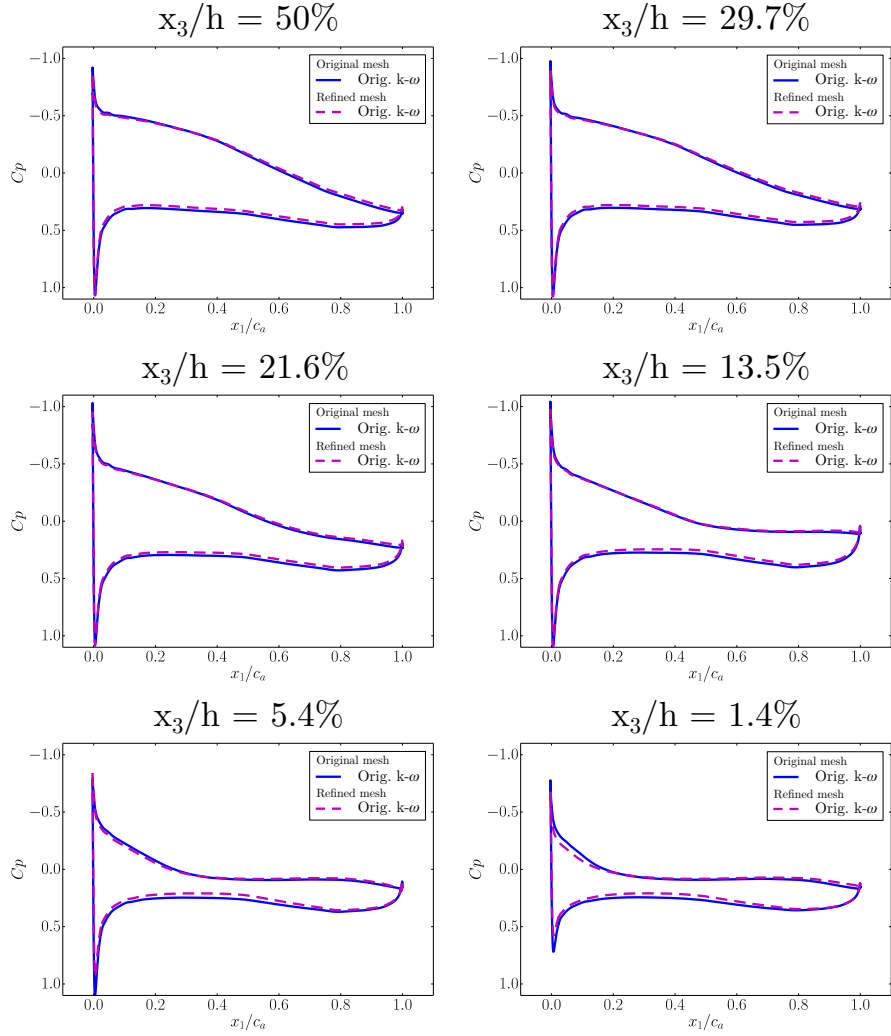 x₃/h = 50%
−1.0
−0.5
0.0
0.5
1.0
Cp
0.0 0.2 0.4 0.6 0.8 1.0
x₁/cₐ
Original mesh
Orig. k-ω
Refined mesh
Orig. k-ω
x₃/h = 29.7%
−1.0
−0.5
0.0
0.5
1.0
Cp
0.0 0.2 0.4 0.6 0.8 1.0
x₁/cₐ
Original mesh
Orig. k-ω
Refined mesh
Orig. k-ω
x₃/h = 21.6%
−1.0
−0.5
0.0
0.5
1.0
Cp
0.0 0.2 0.4 0.6 0.8 1.0
x₁/cₐ
Original mesh
Orig. k-ω
Refined mesh
Orig. k-ω
x₃/h = 13.5%
−1.0
−0.5
0.0
0.5
1.0
Cp
0.0 0.2 0.4 0.6 0.8 1.0
x₁/cₐ
Original mesh
Orig. k-ω
Refined mesh
Orig. k-ω
x₃/h = 5.4%
−1.0
−0.5
0.0
0.5
1.0
Cp
0.0 0.2 0.4 0.6 0.8 1.0
x₁/cₐ
Original mesh
Orig. k-ω
Refined mesh
Orig. k-ω
x₃/h = 1.4%
−1.0
−0.5
0.0
0.5
1.0
Cp
0.0 0.2 0.4 0.6 0.8 1.0
x₁/cₐ
Original mesh
Orig. k-ω
Refined mesh
Orig. k-ω